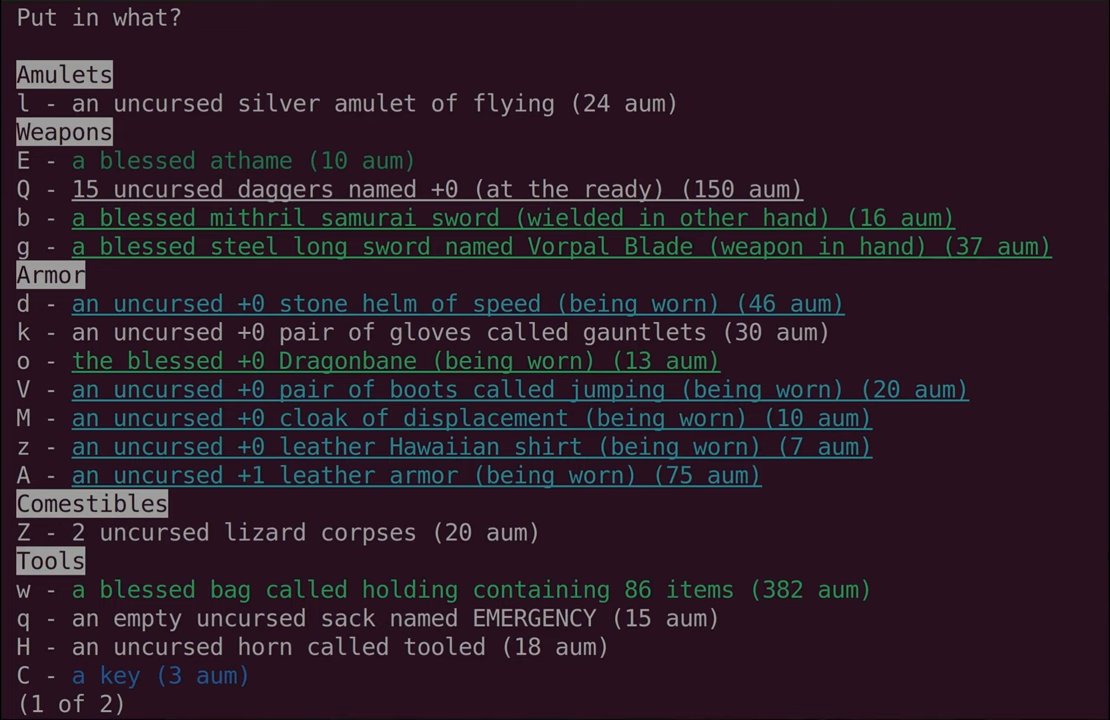 Put in what?
Amulets
l - an uncursed silver amulet of flying (24 aum)
Weapons
E - a blessed athame (10 aum)
Q - 15 uncursed daggers named +0 (at the ready) (150 aum)
b - a blessed mithril samurai sword (wielded in other hand) (16 aum)
g - a blessed steel long sword named Vorpal Blade (weapon in hand) (37 aum)
Armor
d - an uncursed +0 stone helm of speed (being worn) (46 aum)
k - an uncursed +0 pair of gloves called gauntlets (30 aum)
o - the blessed +0 Dragonbane (being worn) (13 aum)
V - an uncursed +0 pair of boots called jumping (being worn) (20 aum)
M - an uncursed +0 cloak of displacement (being worn) (10 aum)
z - an uncursed +0 leather Hawaiian shirt (being worn) (7 aum)
A - an uncursed +1 leather armor (being worn) (75 aum)
Comestibles
Z - 2 uncursed lizard corpses (20 aum)
Tools
w - a blessed bag called holding containing 86 items (382 aum)
q - an empty uncursed sack named EMERGENCY (15 aum)
H - an uncursed horn called tooled (18 aum)
C - a key (3 aum)
(1 of 2)